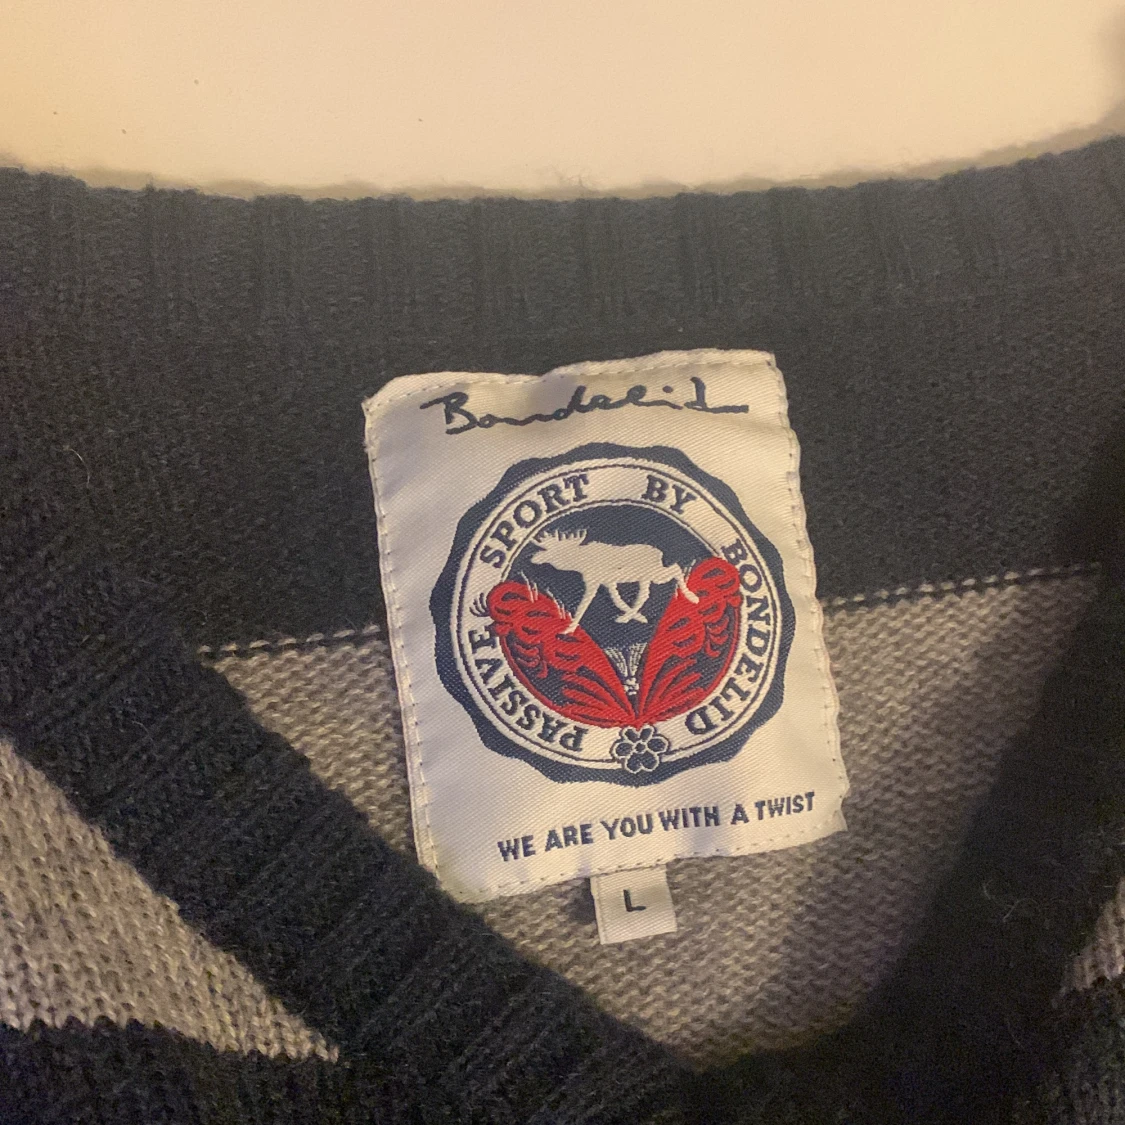 Bondelid
PASSIVE SPORT BY BONDELID
WE ARE YOU WITH A TWIST
L